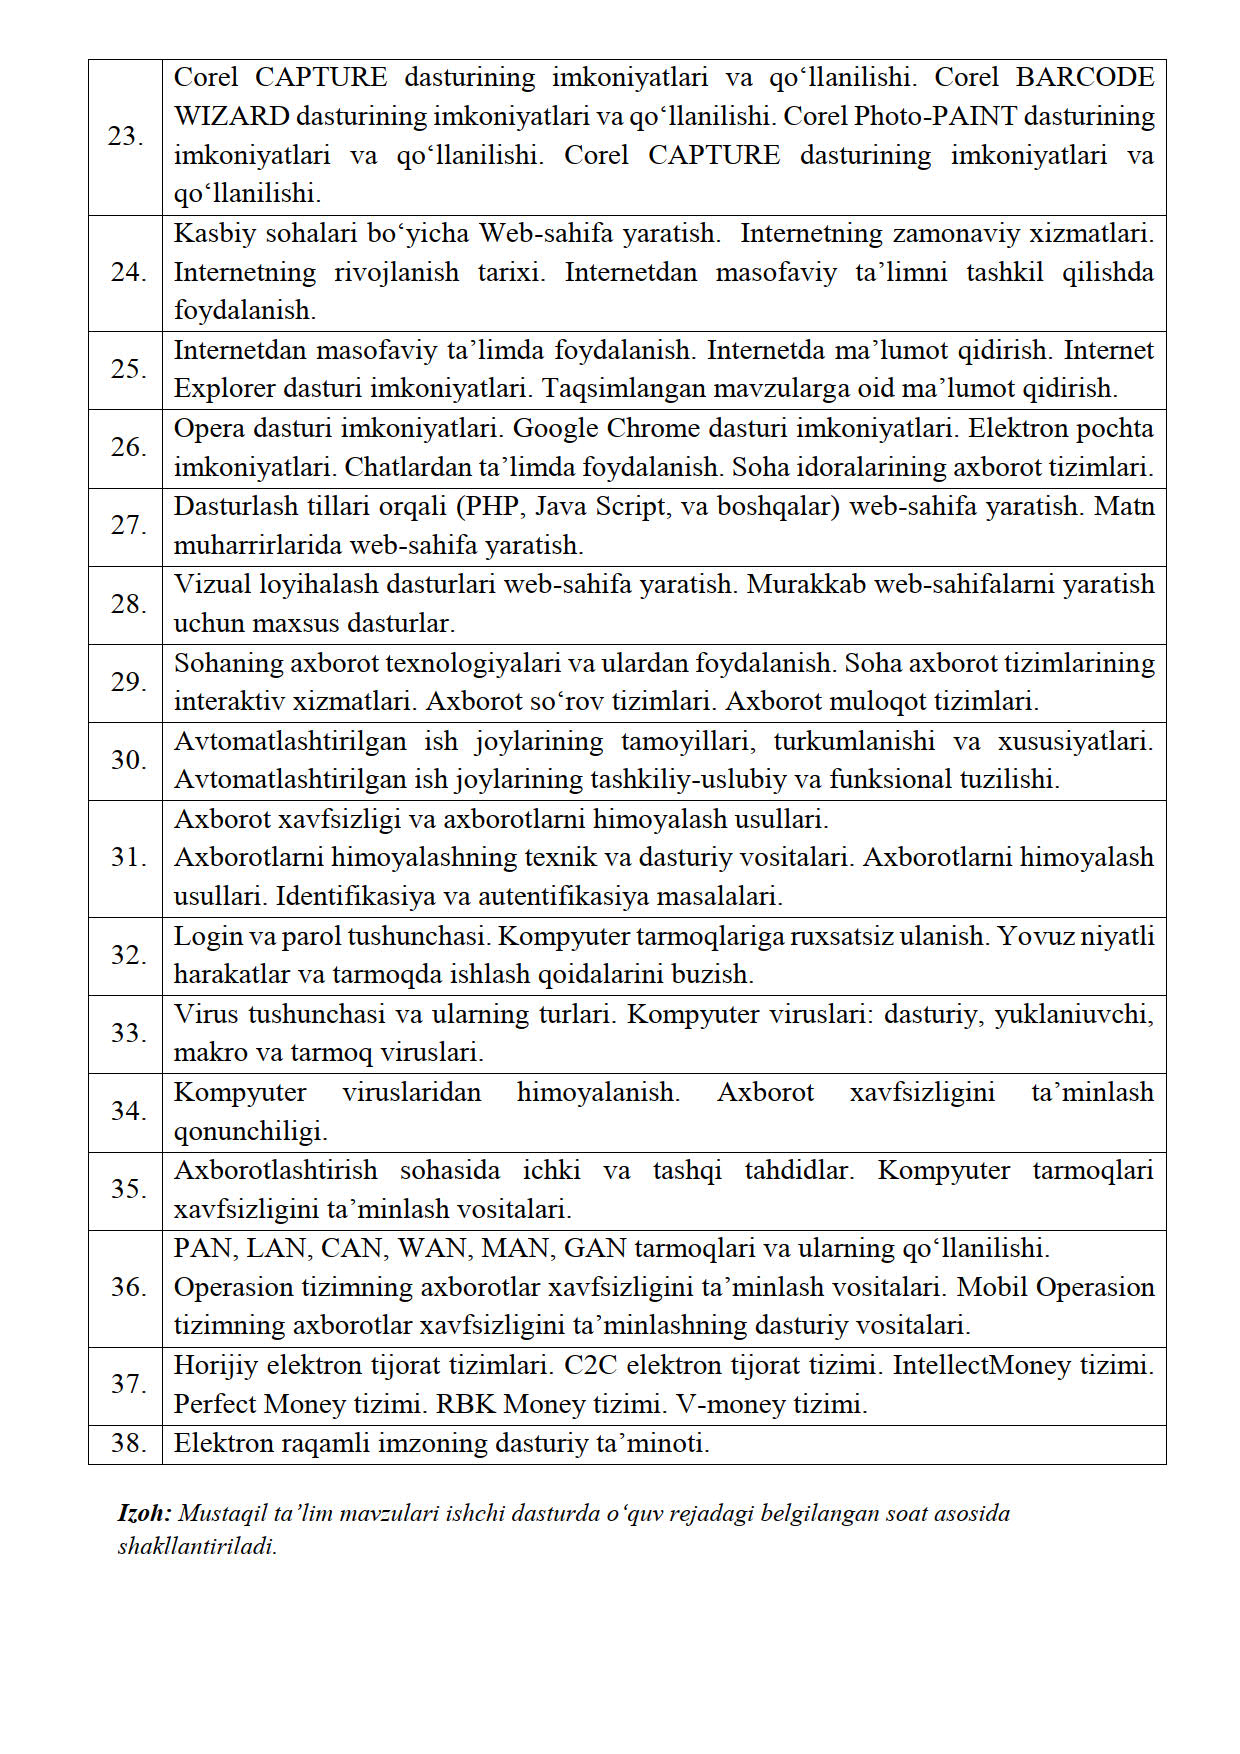 23.
Corel CAPTURE dasturining imkoniyatlari va qo‘llanilishi. Corel BARCODE
WIZARD dasturining imkoniyatlari va qo‘llanilishi. Corel Photo-PAINT dasturining
imkoniyatlari va qo‘llanilishi. Corel CAPTURE dasturining imkoniyatlari va
qo‘llanilishi.
24.
Kasbiy sohalari bo‘yicha Web-sahifa yaratish.  Internetning zamonaviy xizmatlari.
Internetning rivojlanish tarixi. Internetdan masofaviy ta’limni tashkil qilishda
foydalanish.
25.
Internetdan masofaviy ta’limda foydalanish. Internetda ma’lumot qidirish. Internet
Explorer dasturi imkoniyatlari. Taqsimlangan mavzularga oid ma’lumot qidirish.
26.
Opera dasturi imkoniyatlari. Google Chrome dasturi imkoniyatlari. Elektron pochta
imkoniyatlari. Chatlardan ta’limda foydalanish. Soha idoralarining axborot tizimlari.
27.
Dasturlash tillari orqali (PHP, Java Script, va boshqalar) web-sahifa yaratish. Matn
muharrirlarida web-sahifa yaratish.
28.
Vizual loyihalash dasturlari web-sahifa yaratish. Murakkab web-sahifalarni yaratish
uchun maxsus dasturlar.
29.
Sohaning axborot texnologiyalari va ulardan foydalanish. Soha axborot tizimlarining
interaktiv xizmatlari. Axborot so‘rov tizimlari. Axborot muloqot tizimlari.
30.
Avtomatlashtirilgan ish joylarining tamoyillari, turkumlanishi va xususiyatlari.
Avtomatlashtirilgan ish joylarining tashkiliy-uslubiy va funksional tuzilishi.
31.
Axborot xavfsizligi va axborotlarni himoyalash usullari.
Axborotlarni himoyalashning texnik va dasturiy vositalari. Axborotlarni himoyalash
usullari. Identifikasiya va autentifikasiya masalalari.
32.
Login va parol tushunchasi. Kompyuter tarmoqlariga ruxsatsiz ulanish. Yovuz niyatli
harakatlar va tarmoqda ishlash qoidalarini buzish.
33.
Virus tushunchasi va ularning turlari. Kompyuter viruslari: dasturiy, yuklaniuvchi,
makro va tarmoq viruslari.
34.
Kompyuter viruslaridan himoyalanish. Axborot xavfsizligini ta’minlash
qonunchiligi.
35.
Axborotlashtirish sohasida ichki va tashqi tahdidlar. Kompyuter tarmoqlari
xavfsizligini ta’minlash vositalari.
36.
PAN, LAN, CAN, WAN, MAN, GAN tarmoqlari va ularning qo‘llanilishi.
Operasion tizimning axborotlar xavfsizligini ta’minlash vositalari. Mobil Operasion
tizimning axborotlar xavfsizligini ta’minlashning dasturiy vositalari.
37.
Horijiy elektron tijorat tizimlari. C2C elektron tijorat tizimi. IntellectMoney tizimi.
Perfect Money tizimi. RBK Money tizimi. V-money tizimi.
38.
Elektron raqamli imzoning dasturiy ta’minoti.
Izoh: Mustaqil ta’lim mavzulari ishchi dasturda o‘quv rejadagi belgilangan soat asosida
shakllantiriladi.